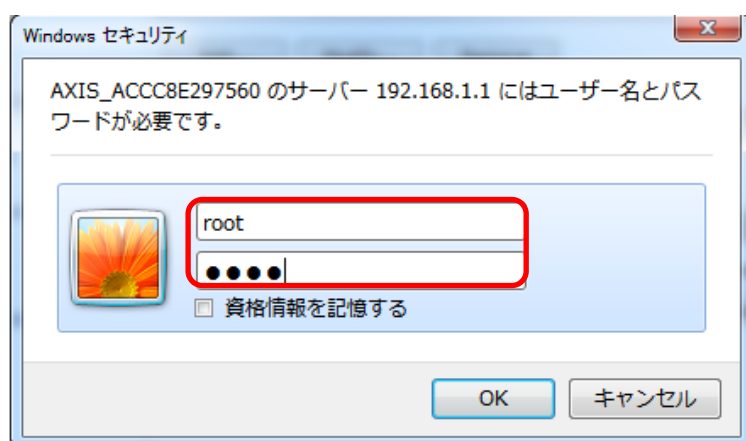 Windows セキュリティ
AXIS_ACCC8E297560 のサーバー 192.168.1.1 にはユーザー名とパス
ワードが必要です。
root
●●●●
資格情報を記憶する
OK
キャンセル